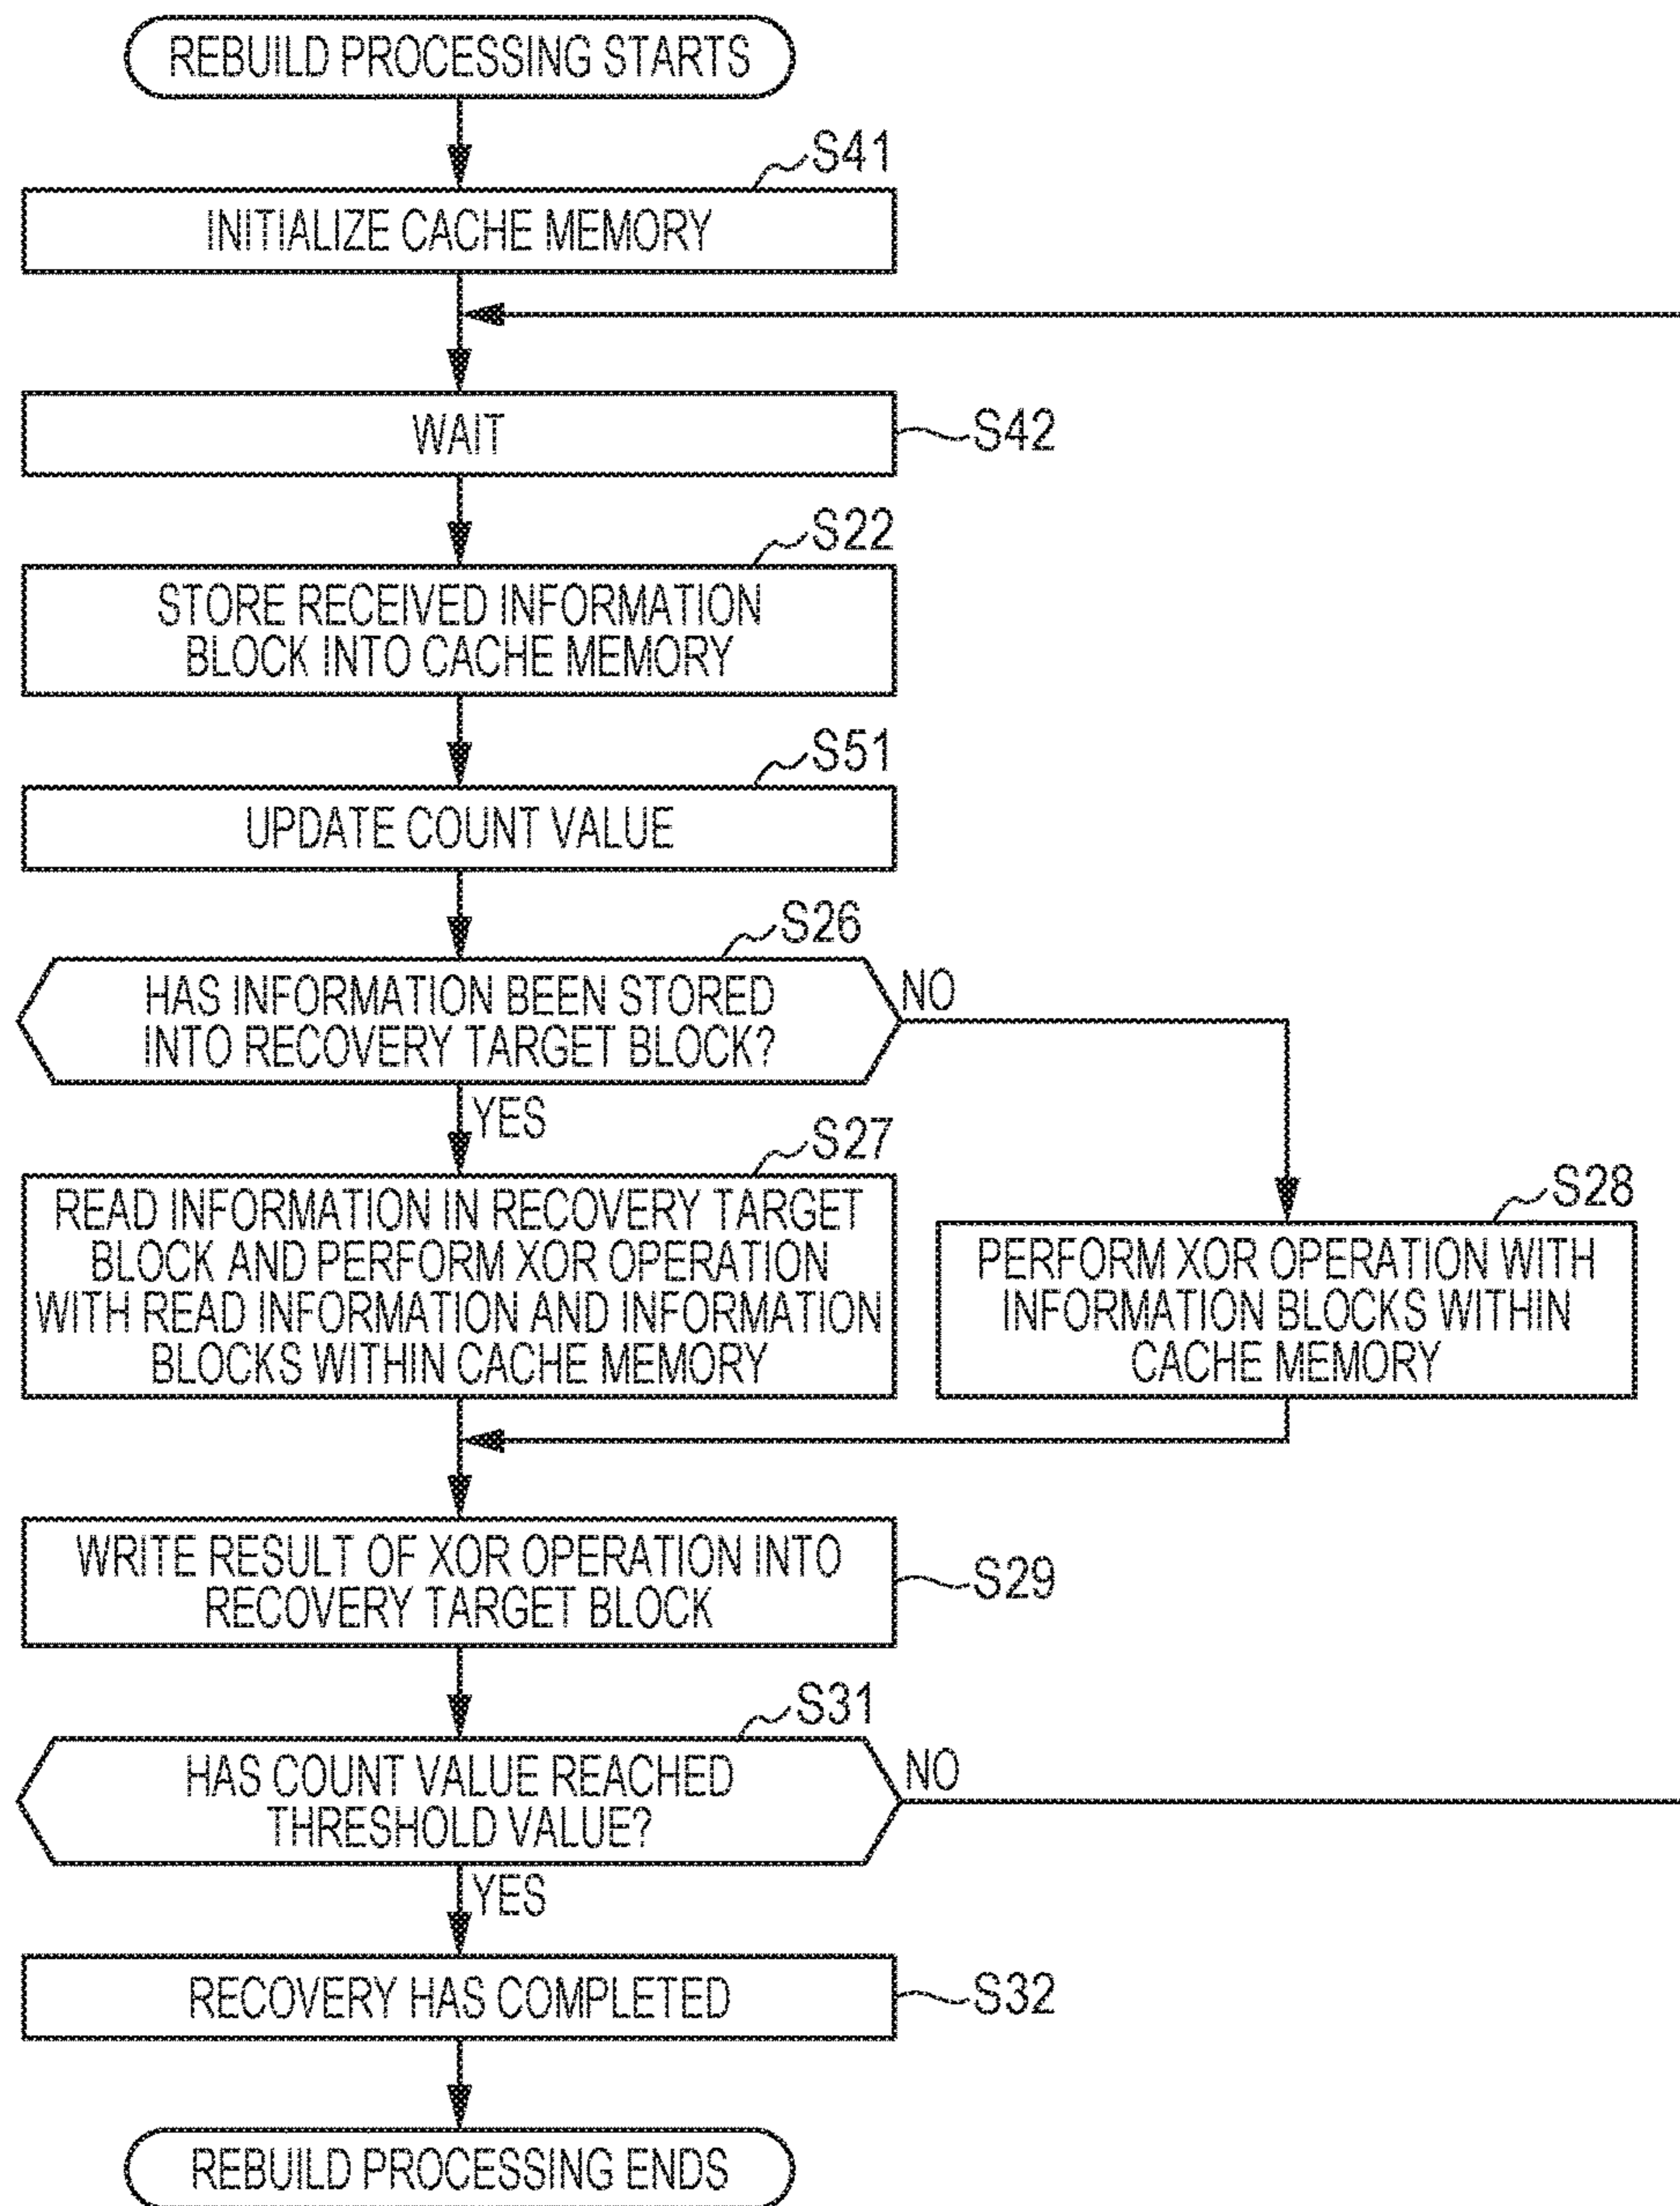 REBUILD PROCESSING STARTS
S41
INITIALIZE CACHE MEMORY
WAIT
S42
S22
STORE RECEIVED INFORMATION
BLOCK INTO CACHE MEMORY
S51
UPDATE COUNT VALUE
S26
HAS INFORMATION BEEN STORED
INTO RECOVERY TARGET BLOCK?
NO
YES
S27
READ INFORMATION IN RECOVERY TARGET
BLOCK AND PERFORM XOR OPERATION
WITH READ INFORMATION AND INFORMATION
BLOCKS WITHIN CACHE MEMORY
S28
PERFORM XOR OPERATION WITH
INFORMATION BLOCKS WITHIN
CACHE MEMORY
WRITE RESULT OF XOR OPERATION INTO
RECOVERY TARGET BLOCK
S29
S31
HAS COUNT VALUE REACHED
THRESHOLD VALUE?
NO
YES
RECOVERY HAS COMPLETED
S32
REBUILD PROCESSING ENDS